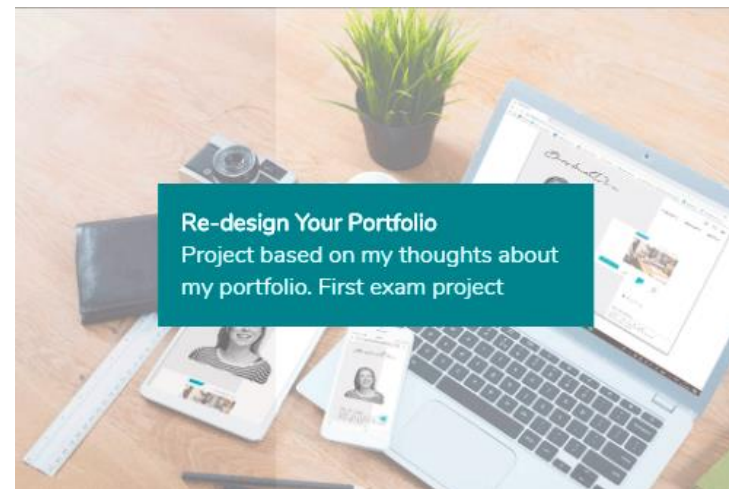 Re-design Your Portfolio
Project based on my thoughts about
my portfolio. First exam project